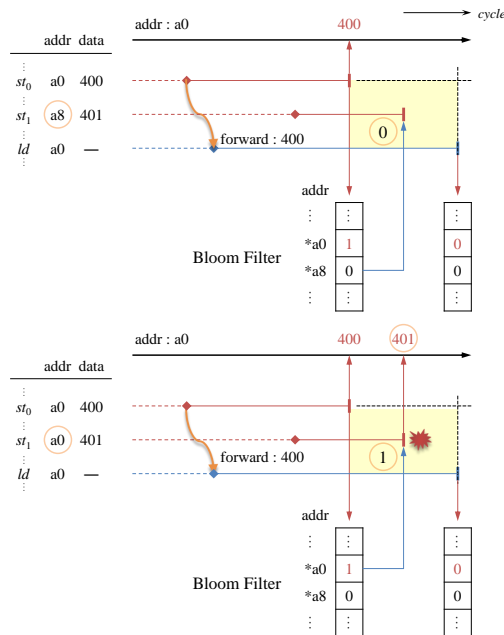 cycle
addr : a0
400
addr data
⋮
st0 a0 400
st1 a8 401
0
forward : 400
ld a0 —
⋮
addr
⋮ ⋮ ⋮
*a0 1 0
Bloom Filter
*a8 0 0
⋮ ⋮ ⋮
addr : a0
400 401
addr data
⋮
st0 a0 400
st1 a0 401
forward : 400
1
ld a0 —
⋮
addr
⋮ ⋮ ⋮
*a0 1 0
Bloom Filter
*a8 0 0
⋮ ⋮ ⋮